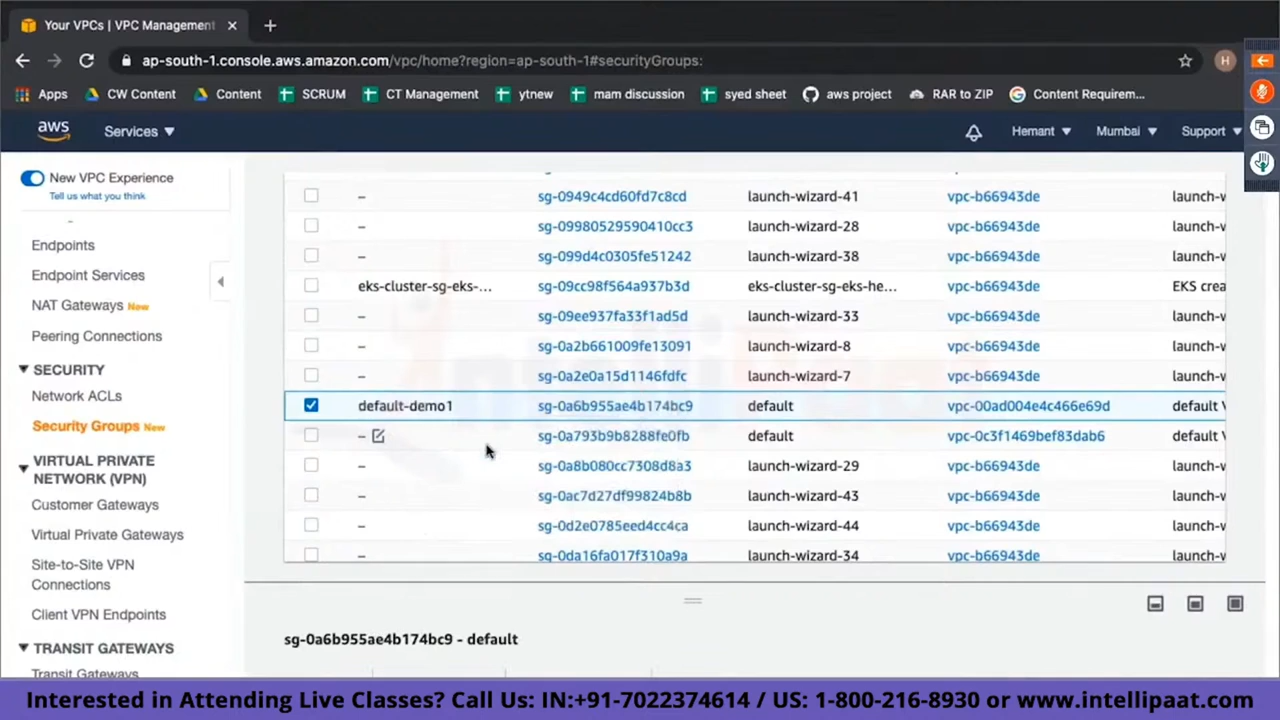 Your VPCs | VPC Management
ap-south-1.console.aws.amazon.com/vpc/home?region=ap-south-1#securityGroups:
H
Apps CW Content Content SCRUM CT Management ytnew mam discussion syed sheet aws project RAR to ZIP Content Requirem...
aws Services Hemant Mumbai Support
New VPC Experience
Tell us what you think
Endpoints
Endpoint Services
NAT Gateways New
Peering Connections
SECURITY
Network ACLs
Security Groups New
VIRTUAL PRIVATE
NETWORK (VPN)
Customer Gateways
Virtual Private Gateways
Site-to-Site VPN
Connections
Client VPN Endpoints
TRANSIT GATEWAYS
Transit Gateways
– sg-0949c4cd60fd7c8cd launch-wizard-41 vpc-b66943de launch-w
– sg-09980529590410cc3 launch-wizard-28 vpc-b66943de launch-w
– sg-099d4c0305fe51242 launch-wizard-38 vpc-b66943de launch-w
eks-cluster-sg-eks-... sg-09cc98f564a937b3d eks-cluster-sg-eks-he... vpc-b66943de EKS crea
– sg-09ee937fa33f1ad5d launch-wizard-33 vpc-b66943de launch-w
– sg-0a2b661009fe13091 launch-wizard-8 vpc-b66943de launch-w
– sg-0a2e0a15d1146fdfc launch-wizard-7 vpc-b66943de launch-w
default-demo1 sg-0a6b955ae4b174bc9 default vpc-00ad004e4c466e69d default V
– sg-0a793b9b8288fe0fb default vpc-0c3f1469bef83dab6 default V
– sg-0a8b080cc7308d8a3 launch-wizard-29 vpc-b66943de launch-w
– sg-0ac7d27df99824b8b launch-wizard-43 vpc-b66943de launch-w
– sg-0d2e0785eed4cc4ca launch-wizard-44 vpc-b66943de launch-w
– sg-0da16fa017f310a9a launch-wizard-34 vpc-b66943de launch-w
sg-0a6b955ae4b174bc9 - default
Interested in Attending Live Classes? Call Us: IN:+91-7022374614 / US: 1-800-216-8930 or www.intellipaat.com